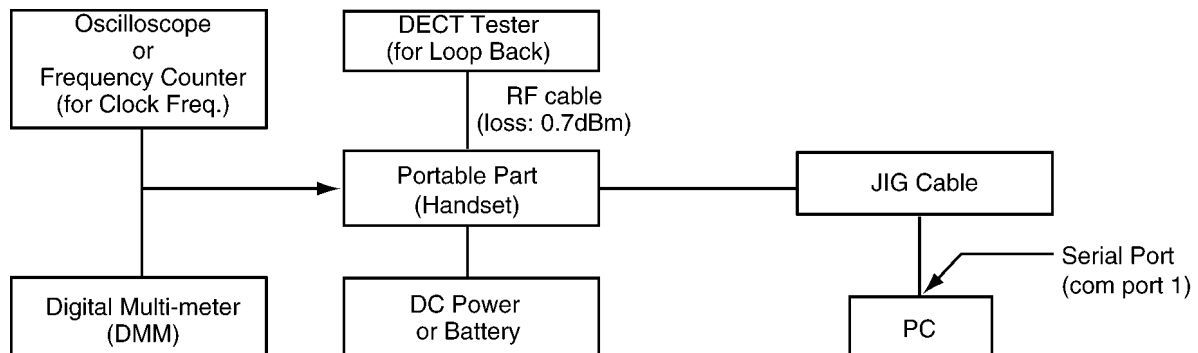 Oscilloscope
or
Frequency Counter
(for Clock Freq.)
DECT Tester
(for Loop Back)
RF cable
(loss: 0.7dBm)
Portable Part
(Handset)
JIG Cable
Serial Port
(com port 1)
Digital Multi-meter
(DMM)
DC Power
or Battery
PC